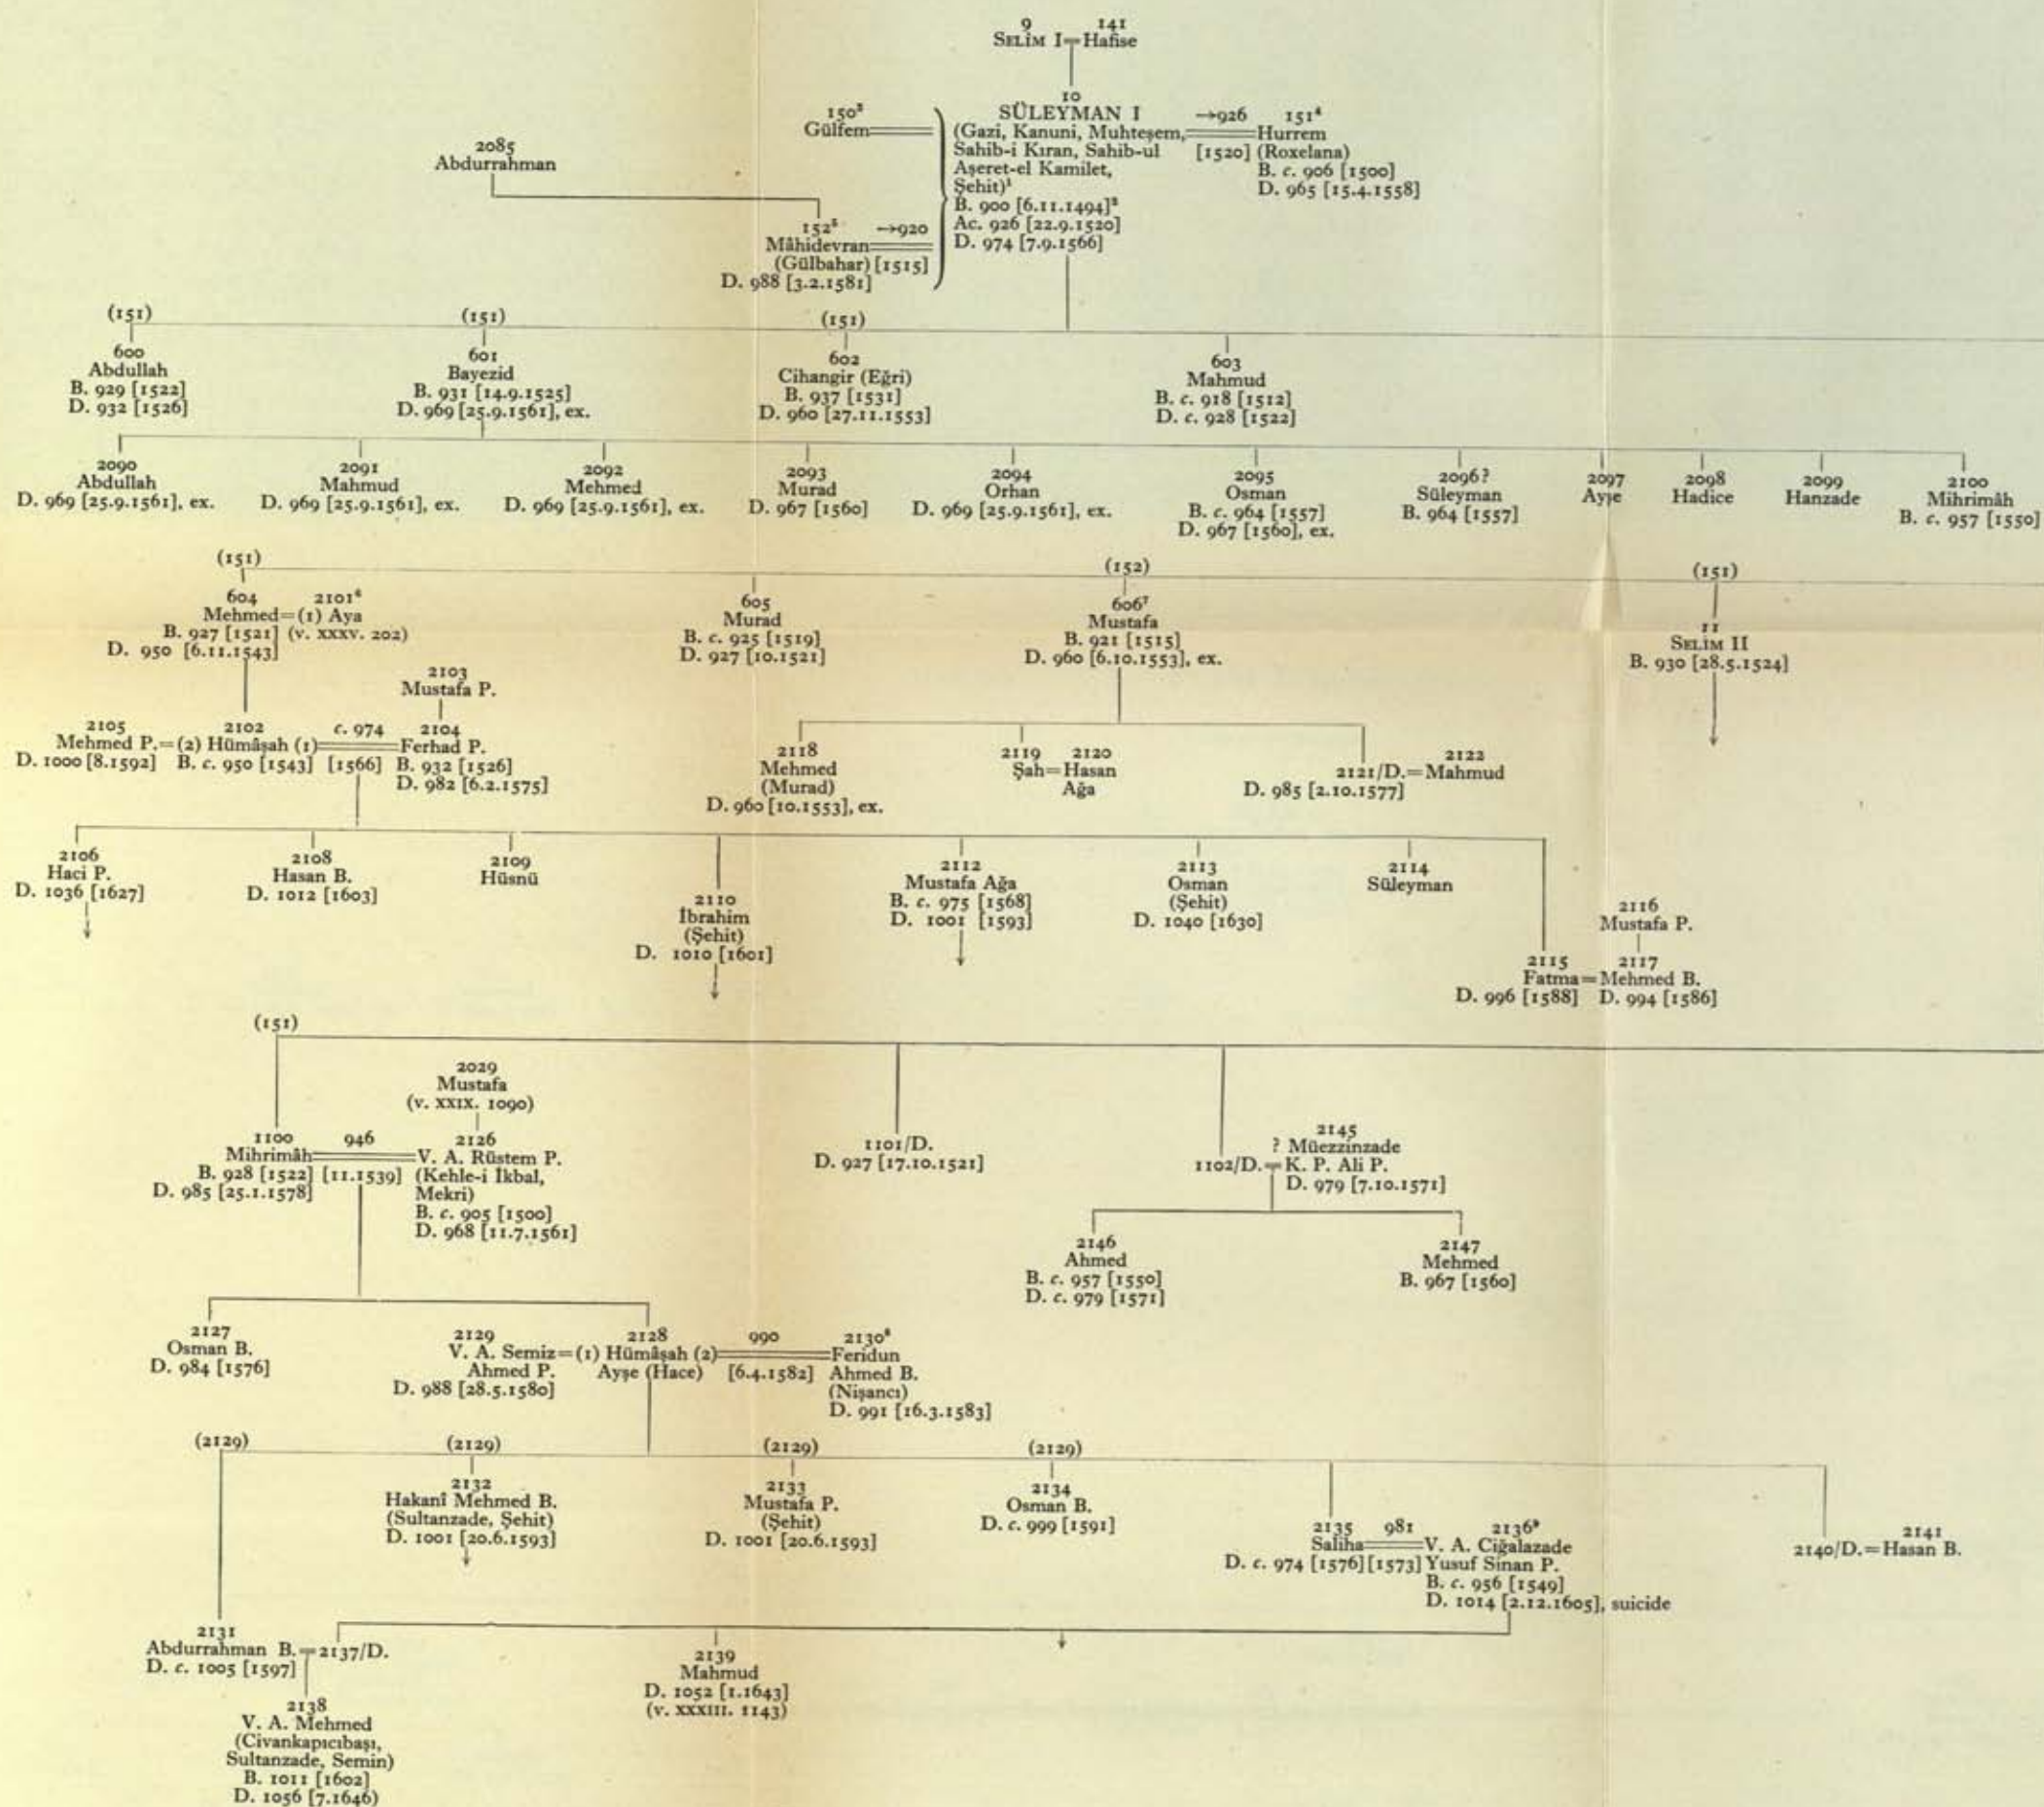 9 141
SELİM I=Hafise
10
SÜLEYMAN I
(Gazi, Kanuni, Muhteşem,
Sahib-i Kıran, Sahib-ul
Aşeret-el Kamilet,
Şehit)¹
B. 900 [6.11.1494]²
Ac. 926 [22.9.1520]
D. 974 [7.9.1566]
150³
Gülfem
→926 151⁴
Hurrem
[1520] (Roxelana)
B. c. 906 [1500]
D. 965 [15.4.1558]
2085
Abdurrahman
152⁵ →920
Mâhidevran
(Gülbahar) [1515]
D. 988 [3.2.1581]
(151) (151) (151)
600
Abdullah
B. 929 [1522]
D. 932 [1526]
601
Bayezid
B. 931 [14.9.1525]
D. 969 [25.9.1561], ex.
602
Cihangir (Eğri)
B. 937 [1531]
D. 960 [27.11.1553]
603
Mahmud
B. c. 918 [1512]
D. c. 928 [1522]
2090
Abdullah
D. 969 [25.9.1561], ex.
2091
Mahmud
D. 969 [25.9.1561], ex.
2092
Mehmed
D. 969 [25.9.1561], ex.
2093
Murad
D. 967 [1560]
2094
Orhan
D. 969 [25.9.1561], ex.
2095
Osman
B. c. 964 [1557]
D. 967 [1560], ex.
2096?
Süleyman
B. 964 [1557]
2097
Ayşe
2098
Hadice
2099
Hanzade
2100
Mihrimâh
B. c. 957 [1550]
(151) (152) (151)
604 2101⁶
Mehmed=(1) Aya
B. 927 [1521] (v. XXXV. 202)
D. 950 [6.11.1543]
605
Murad
B. c. 925 [1519]
D. 927 [10.1521]
606⁷
Mustafa
B. 921 [1515]
D. 960 [6.10.1553], ex.
11
SELİM II
B. 930 [28.5.1524]
2103
Mustafa P.
2105 2102 c. 974 2104
Mehmed P.=(2) Hümâşah (1)=Ferhad P.
D. 1000 [8.1592] B. c. 950 [1543] [1566] B. 932 [1526]
D. 982 [6.2.1575]
2118
Mehmed
(Murad)
D. 960 [10.1553], ex.
2119 2120
Şah=Hasan
Ağa
2122
2121/D.=Mahmud
D. 985 [2.10.1577]
2106
Haci P.
D. 1036 [1627]
2108
Hasan B.
D. 1012 [1603]
2109
Hüsnü
2110
İbrahim
(Şehit)
D. 1010 [1601]
2112
Mustafa Ağa
B. c. 975 [1568]
D. 1001 [1593]
2113
Osman
(Şehit)
D. 1040 [1630]
2114
Süleyman
2116
Mustafa P.
2115 2117
Fatma=Mehmed B.
D. 996 [1588] D. 994 [1586]
(151)
2029
Mustafa
(v. XXIX. 1090)
1100 946 2126
Mihrimâh=V. A. Rüstem P.
B. 928 [1522] [11.1539] (Kehle-i İkbal,
D. 985 [25.1.1578] Mekri)
B. c. 905 [1500]
D. 968 [11.7.1561]
1101/D.
D. 927 [17.10.1521]
2145
? Müezzinzade
1102/D.=K. P. Ali P.
D. 979 [7.10.1571]
2146
Ahmed
B. c. 957 [1550]
D. c. 979 [1571]
2147
Mehmed
B. 967 [1560]
2127
Osman B.
D. 984 [1576]
2129 2128 990 2130⁸
V. A. Semiz=(1) Hümâşah (2)=Feridun
Ahmed P. Ayşe (Hace) [6.4.1582] Ahmed B.
D. 988 [28.5.1580] (Nişancı)
D. 991 [16.3.1583]
(2129) (2129) (2129) (2129)
2132
Hakanî Mehmed B.
(Sultanzade, Şehit)
D. 1001 [20.6.1593]
2133
Mustafa P.
(Şehit)
D. 1001 [20.6.1593]
2134
Osman B.
D. c. 999 [1591]
2135 981 2136⁹
Saliha=V. A. Ciğalazade
D. c. 974 [1576] [1573] Yusuf Sinan P.
B. c. 956 [1549]
D. 1014 [2.12.1605], suicide
2141
2140/D.=Hasan B.
2131
Abdurrahman B.=2137/D.
D. c. 1005 [1597]
2139
Mahmud
D. 1052 [1.1643]
(v. XXXIII. 1143)
2138
V. A. Mehmed
(Civankapıcıbaşı,
Sultanzade, Semin)
B. 1011 [1602]
D. 1056 [7.1646)